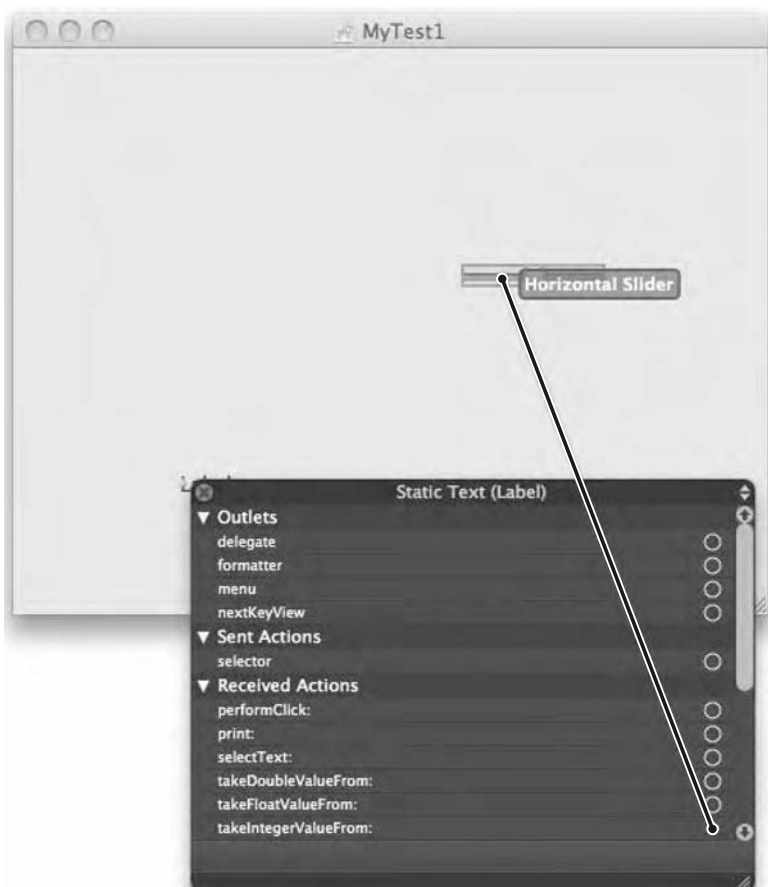 MyTest1
Horizontal Slider
Static Text (Label)
Outlets
delegate
formatter
menu
nextKeyView
Sent Actions
selector
Received Actions
performClick:
print:
selectText:
takeDoubleValueFrom:
takeFloatValueFrom:
takeIntegerValueFrom: